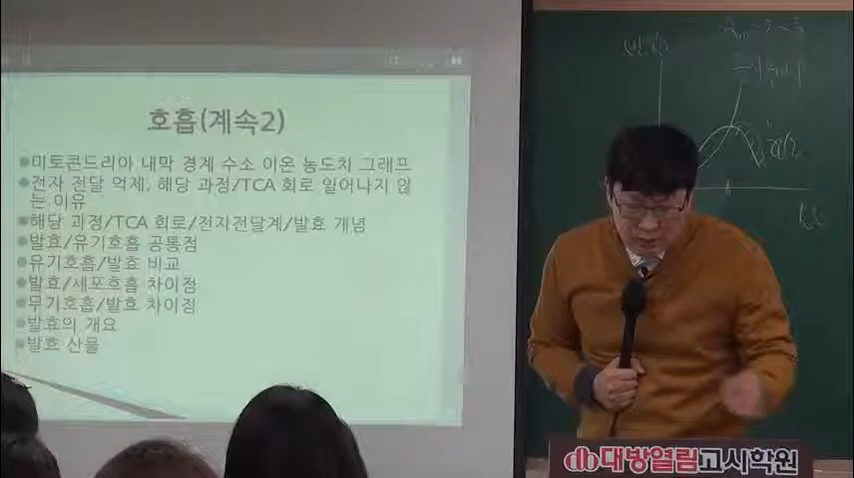 호흡(계속2)
미토콘드리아 내막 경계 수소 이온 농도차 그래프
전자 전달 억제, 해당 과정/TCA 회로 일어나지 않
는 이유
해당 과정/TCA 회로/전자전달계/발효 개념
발효/유기호흡 공통점
유기호흡/발효 비교
발효/세포호흡 차이점
무기호흡/발효 차이점
발효의 개요
발효 산물
db대방열림고시학원